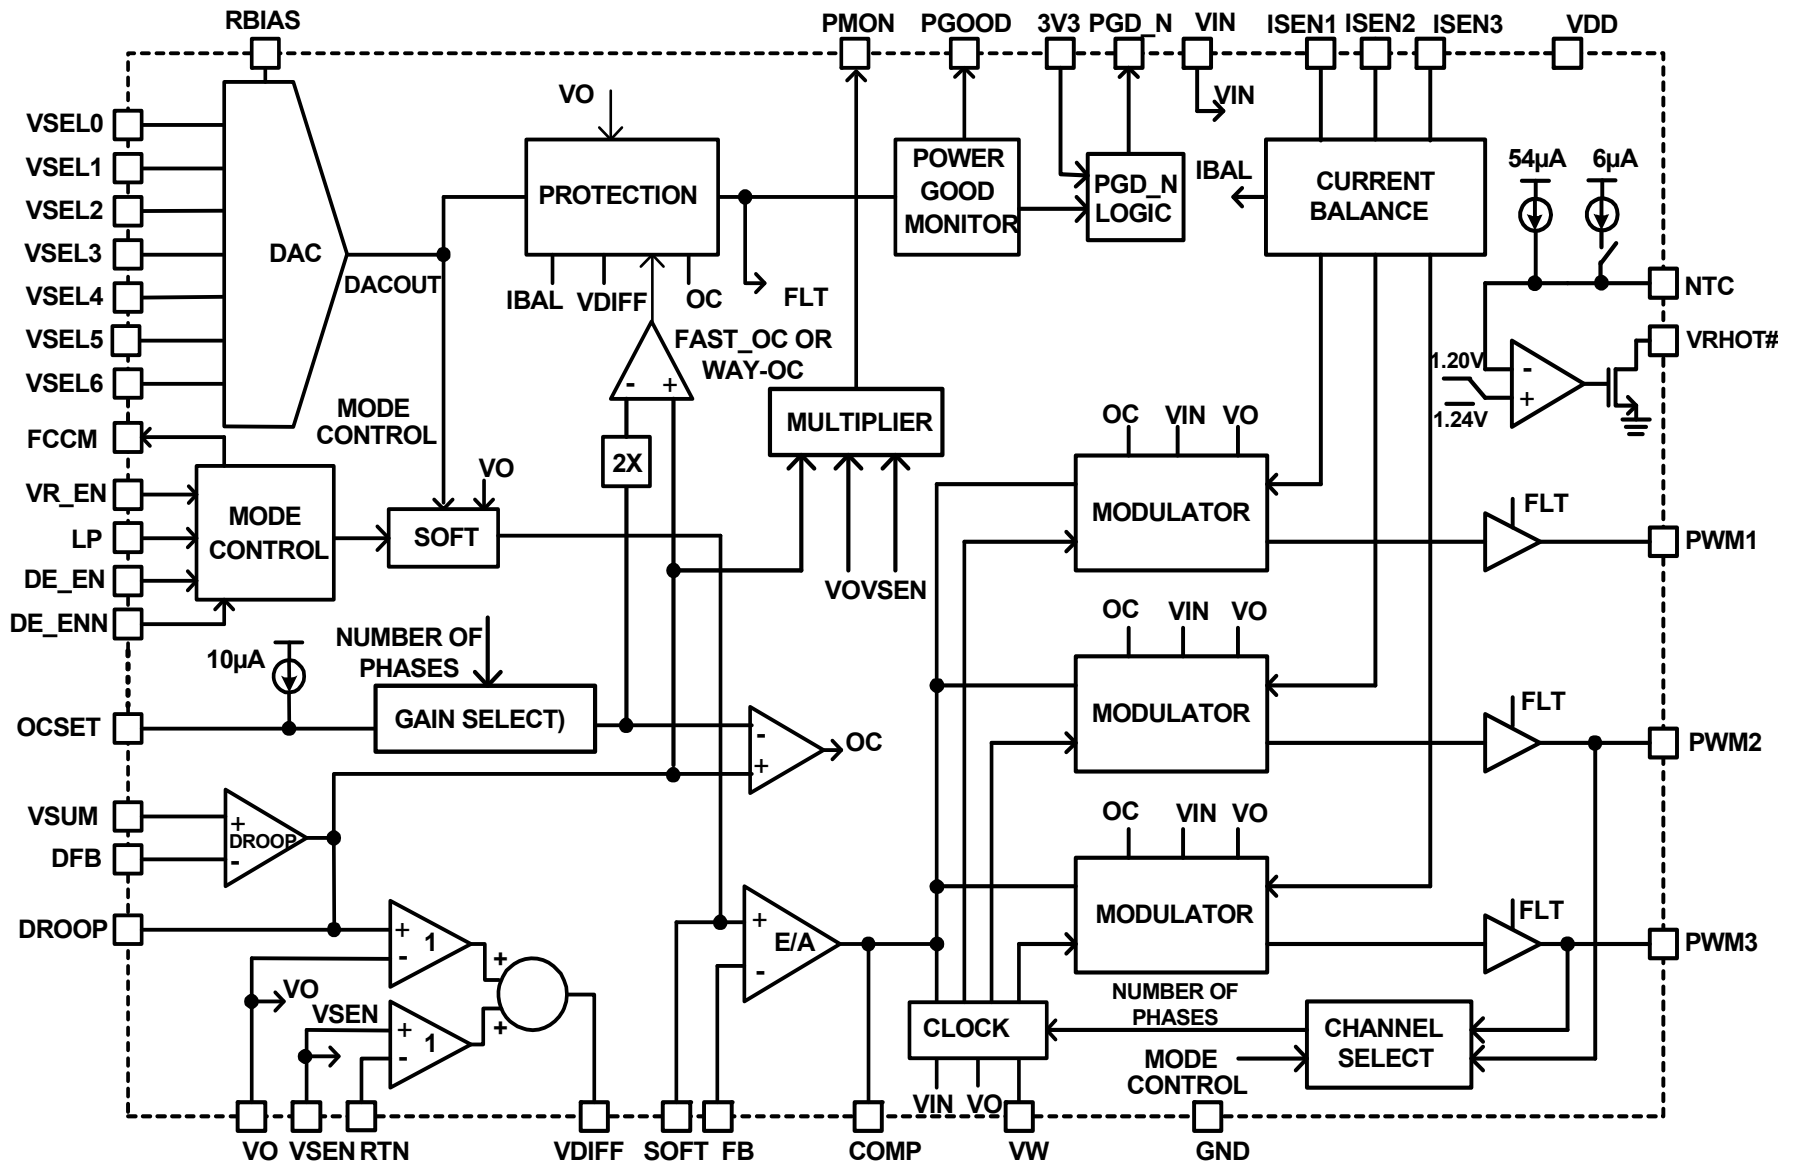 RBIAS
PMON
PGOOD
3V3
PGD_N
VIN
ISEN1
ISEN2
ISEN3
VDD
VSEL0
VSEL1
VSEL2
VSEL3
VSEL4
VSEL5
VSEL6
FCCM
VR_EN
LP
DE_EN
DE_ENN
OCSET
VSUM
DFB
DROOP
DAC
DACOUT
VO
PROTECTION
IBAL
VDIFF
OC
FLT
FAST_OC OR
WAY-OC
-
+
2X
MODE
CONTROL
VO
MODE
CONTROL
SOFT
POWER
GOOD
MONITOR
PGD_N
LOGIC
VIN
IBAL
CURRENT
BALANCE
54µA
6µA
NTC
VRHOT#
1.20V
1.24V
-
+
MULTIPLIER
VOVSEN
OC
VIN
VO
MODULATOR
FLT
PWM1
OC
VIN
VO
MODULATOR
FLT
PWM2
OC
VIN
VO
MODULATOR
FLT
PWM3
10µA
NUMBER OF
PHASES
GAIN SELECT)
-
+
OC
+
DROOP
-
+
1
-
VO
VSEN
+
1
-
+
+
+
E/A
-
CLOCK
VIN
VO
NUMBER OF
PHASES
MODE
CONTROL
CHANNEL
SELECT
VO
VSEN
RTN
VDIFF
SOFT
FB
COMP
VW
GND